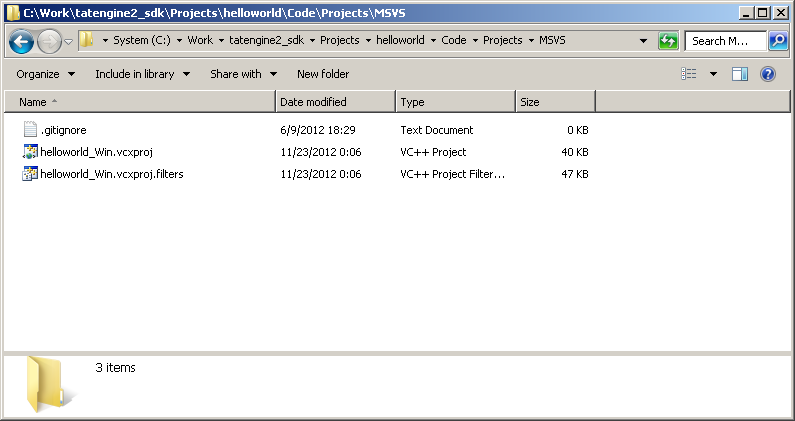 C:\Work\tatengine2_sdk\Projects\helloworld\Code\Projects\MSVS
System (C:) Work tatengine2_sdk Projects helloworld Code Projects MSVS Search M...
Organize Include in library Share with New folder
Name Date modified Type Size
.gitignore 6/9/2012 18:29 Text Document 0 KB
helloworld_Win.vcxproj 11/23/2012 0:06 VC++ Project 40 KB
helloworld_Win.vcxproj.filters 11/23/2012 0:06 VC++ Project Filter... 47 KB
3 items